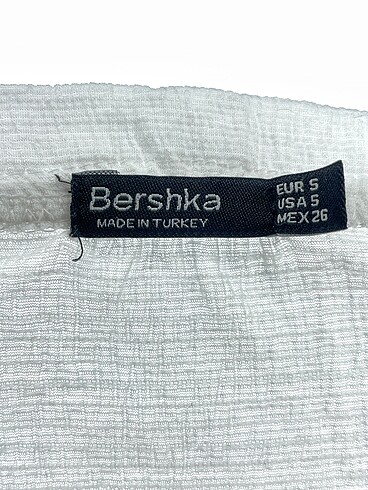 Bershka
MADE IN TURKEY
EUR S
USA S
MEX 26